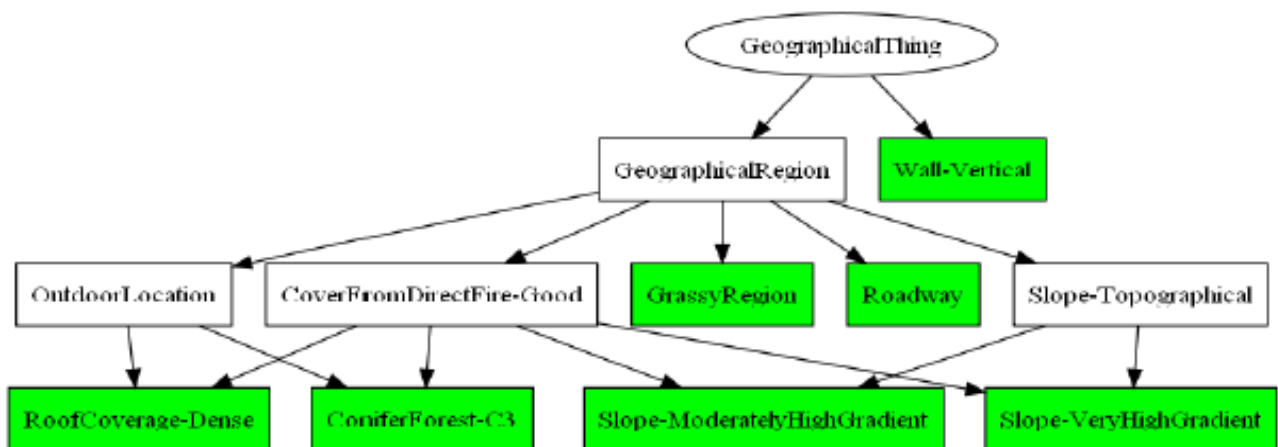 GeographicalThing
GeographicalRegion
Wall-Vertical
OutdoorLocation
CoverFromDirectFire-Good
GrassyRegion
Roadway
Slope-Topographical
RoofCoverage-Dense
ConiferForest-C3
Slope-ModeratelyHighGradient
Slope-VeryHighGradient